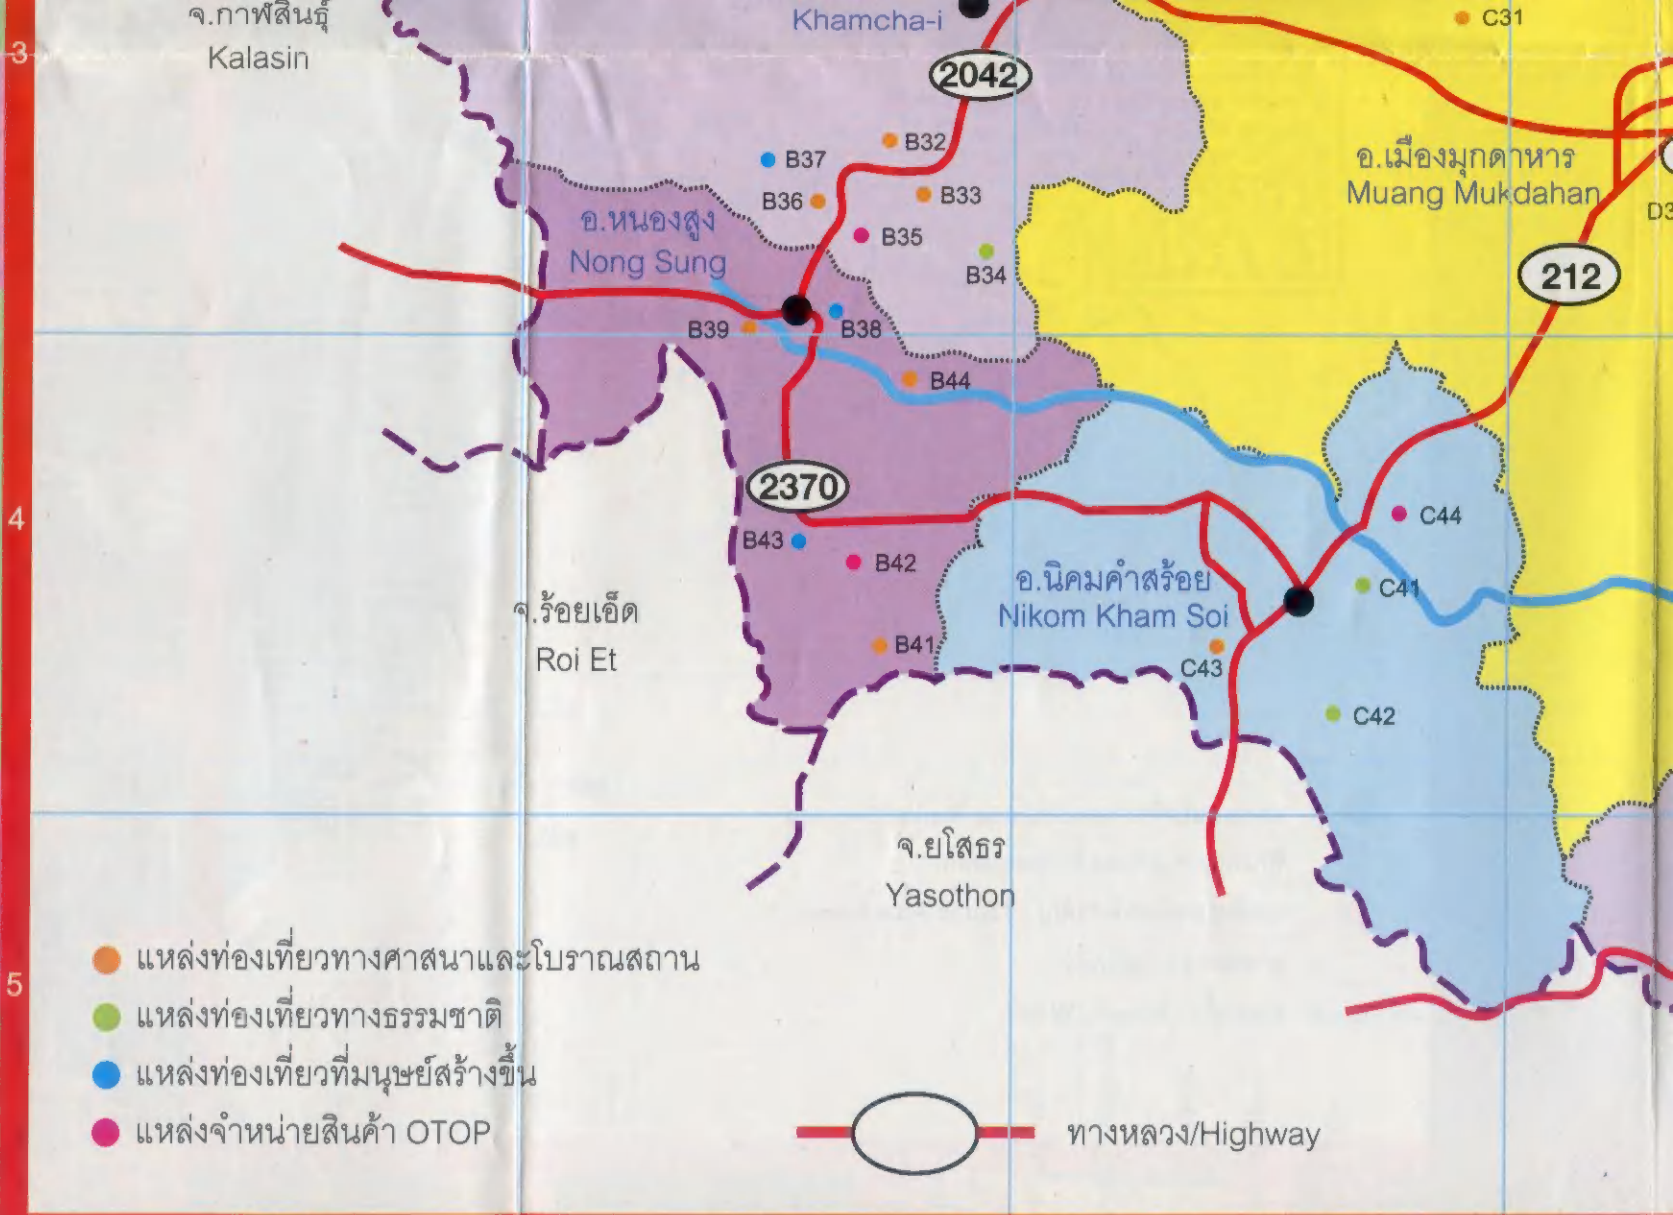 จ.กาฬสินธุ์
Kalasin
Khamcha-i
C31
3
2042
B32
B37
B36
B33
B35
B34
อ.เมืองมุกดาหาร
Muang Mukdahan
D3
อ.หนองสูง
Nong Sung
212
B39
B38
B44
2370
4
C44
B43
B42
อ.นิคมคำสร้อย
Nikom Kham Soi
C41
จ.ร้อยเอ็ด
Roi Et
B41
C43
C42
จ.ยโสธร
Yasothon
5
แหล่งท่องเที่ยวทางศาสนาและโบราณสถาน
แหล่งท่องเที่ยวทางธรรมชาติ
แหล่งท่องเที่ยวที่มนุษย์สร้างขึ้น
แหล่งจำหน่ายสินค้า OTOP
ทางหลวง/Highway